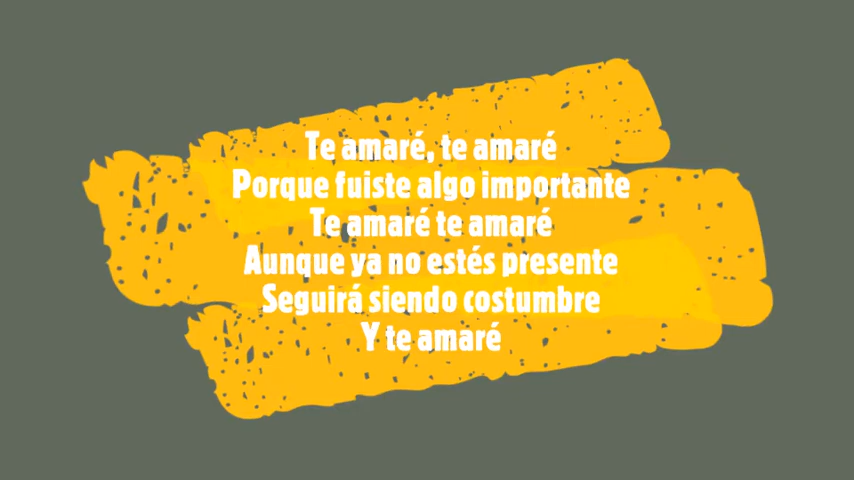 Te amaré, te amaré
Porque fuiste algo importante
Te amaré te amaré
Aunque ya no estés presente
Seguirá siendo costumbre
Y te amaré